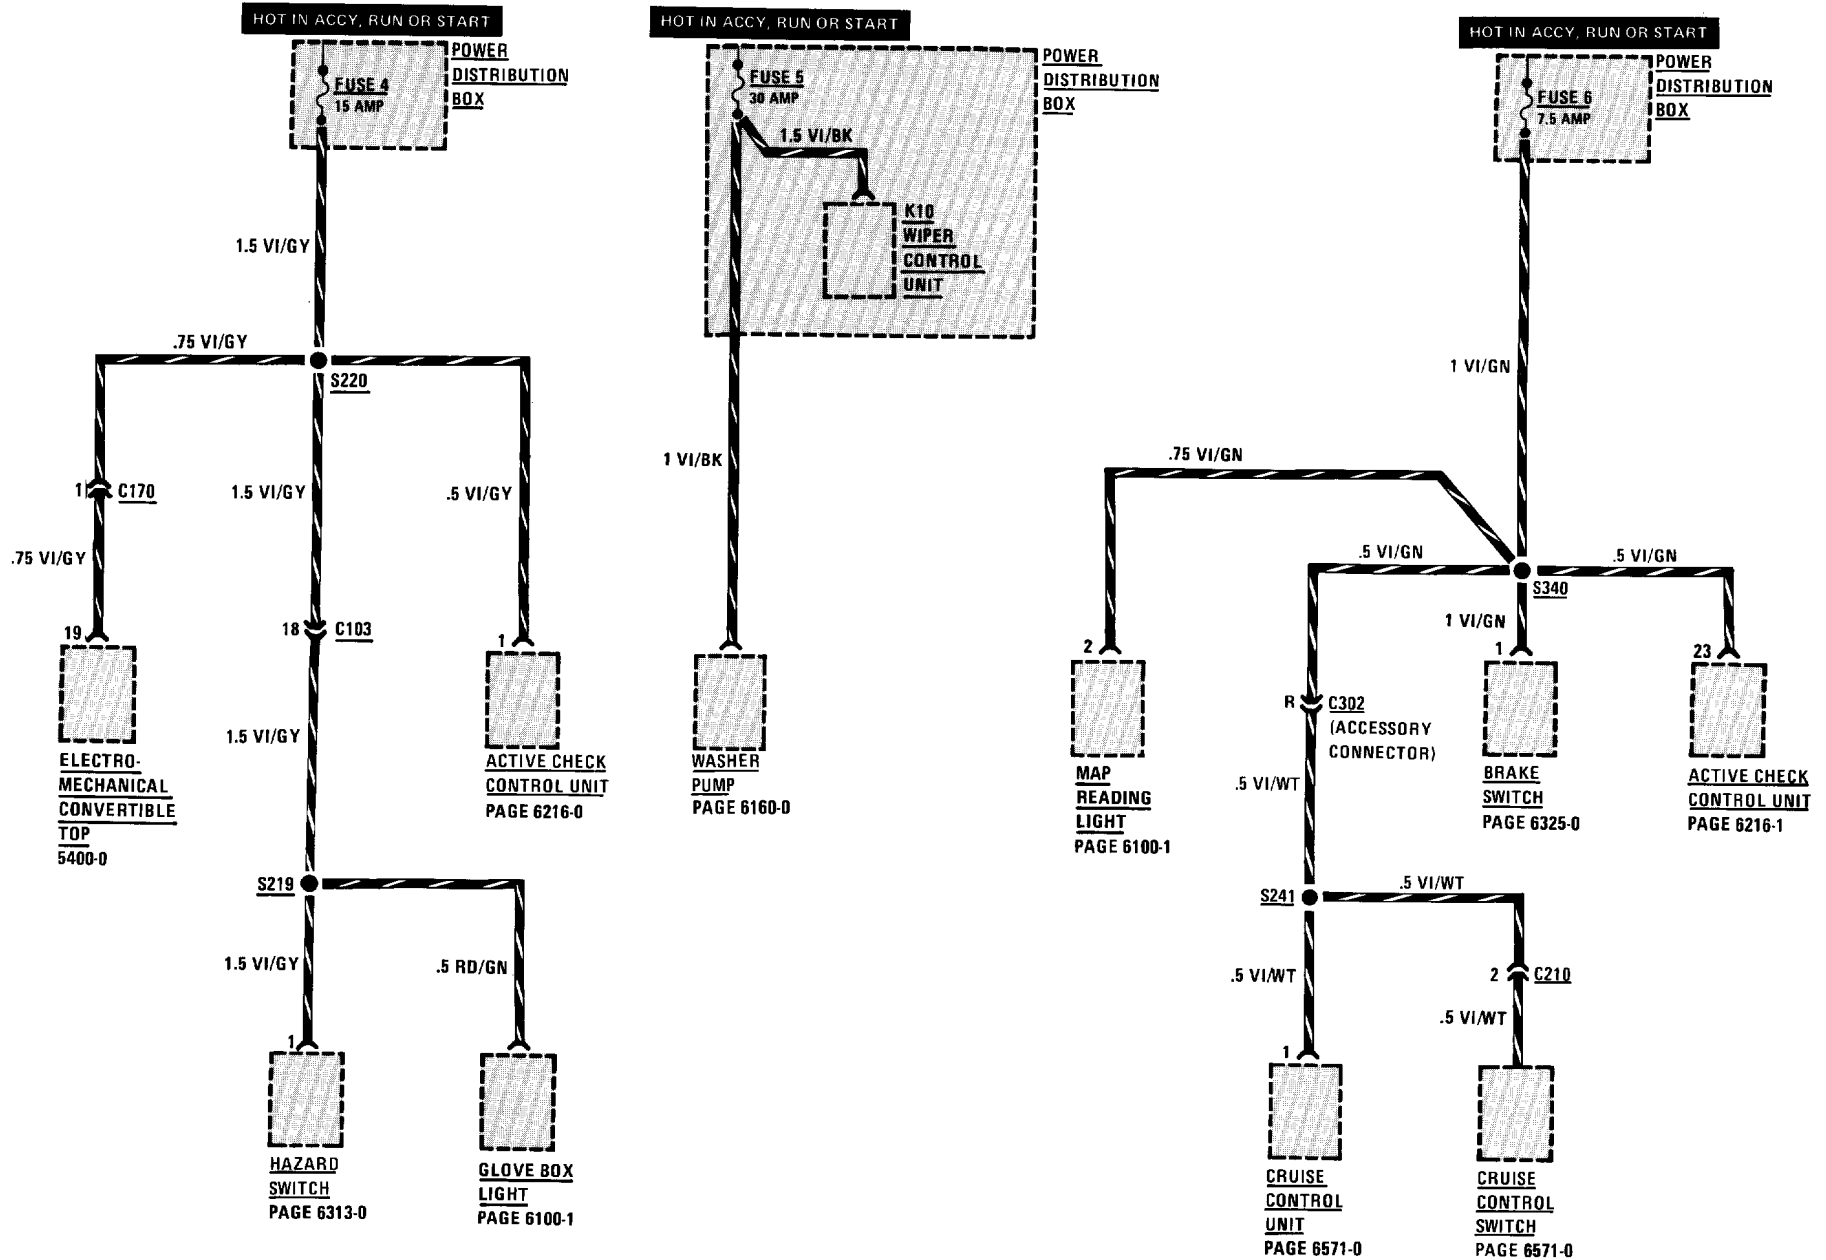 HOT IN ACCY, RUN OR START
POWER
DISTRIBUTION
BOX
FUSE 4
15 AMP
1.5 VI/GY
.75 VI/GY
S220
1
C170
1.5 VI/GY
.5 VI/GY
.75 VI/GY
19
18
C103
1
ELECTRO-
MECHANICAL
CONVERTIBLE
TOP
5400-0
1.5 VI/GY
ACTIVE CHECK
CONTROL UNIT
PAGE 6216-0
S219
1.5 VI/GY
.5 RD/GN
1
HAZARD
SWITCH
PAGE 6313-0
GLOVE BOX
LIGHT
PAGE 6100-1
HOT IN ACCY, RUN OR START
POWER
DISTRIBUTION
BOX
FUSE 5
30 AMP
1.5 VI/BK
K10
WIPER
CONTROL
UNIT
1 VI/BK
WASHER
PUMP
PAGE 6160-0
HOT IN ACCY, RUN OR START
POWER
DISTRIBUTION
BOX
FUSE 6
7.5 AMP
1 VI/GN
.75 VI/GN
.5 VI/GN
.5 VI/GN
S340
1 VI/GN
2
1
23
R
C302
(ACCESSORY
CONNECTOR)
MAP
READING
LIGHT
PAGE 6100-1
BRAKE
SWITCH
PAGE 6325-0
ACTIVE CHECK
CONTROL UNIT
PAGE 6216-1
.5 VI/WT
S241
.5 VI/WT
.5 VI/WT
2
C210
.5 VI/WT
1
CRUISE
CONTROL
UNIT
PAGE 6571-0
CRUISE
CONTROL
SWITCH
PAGE 6571-0